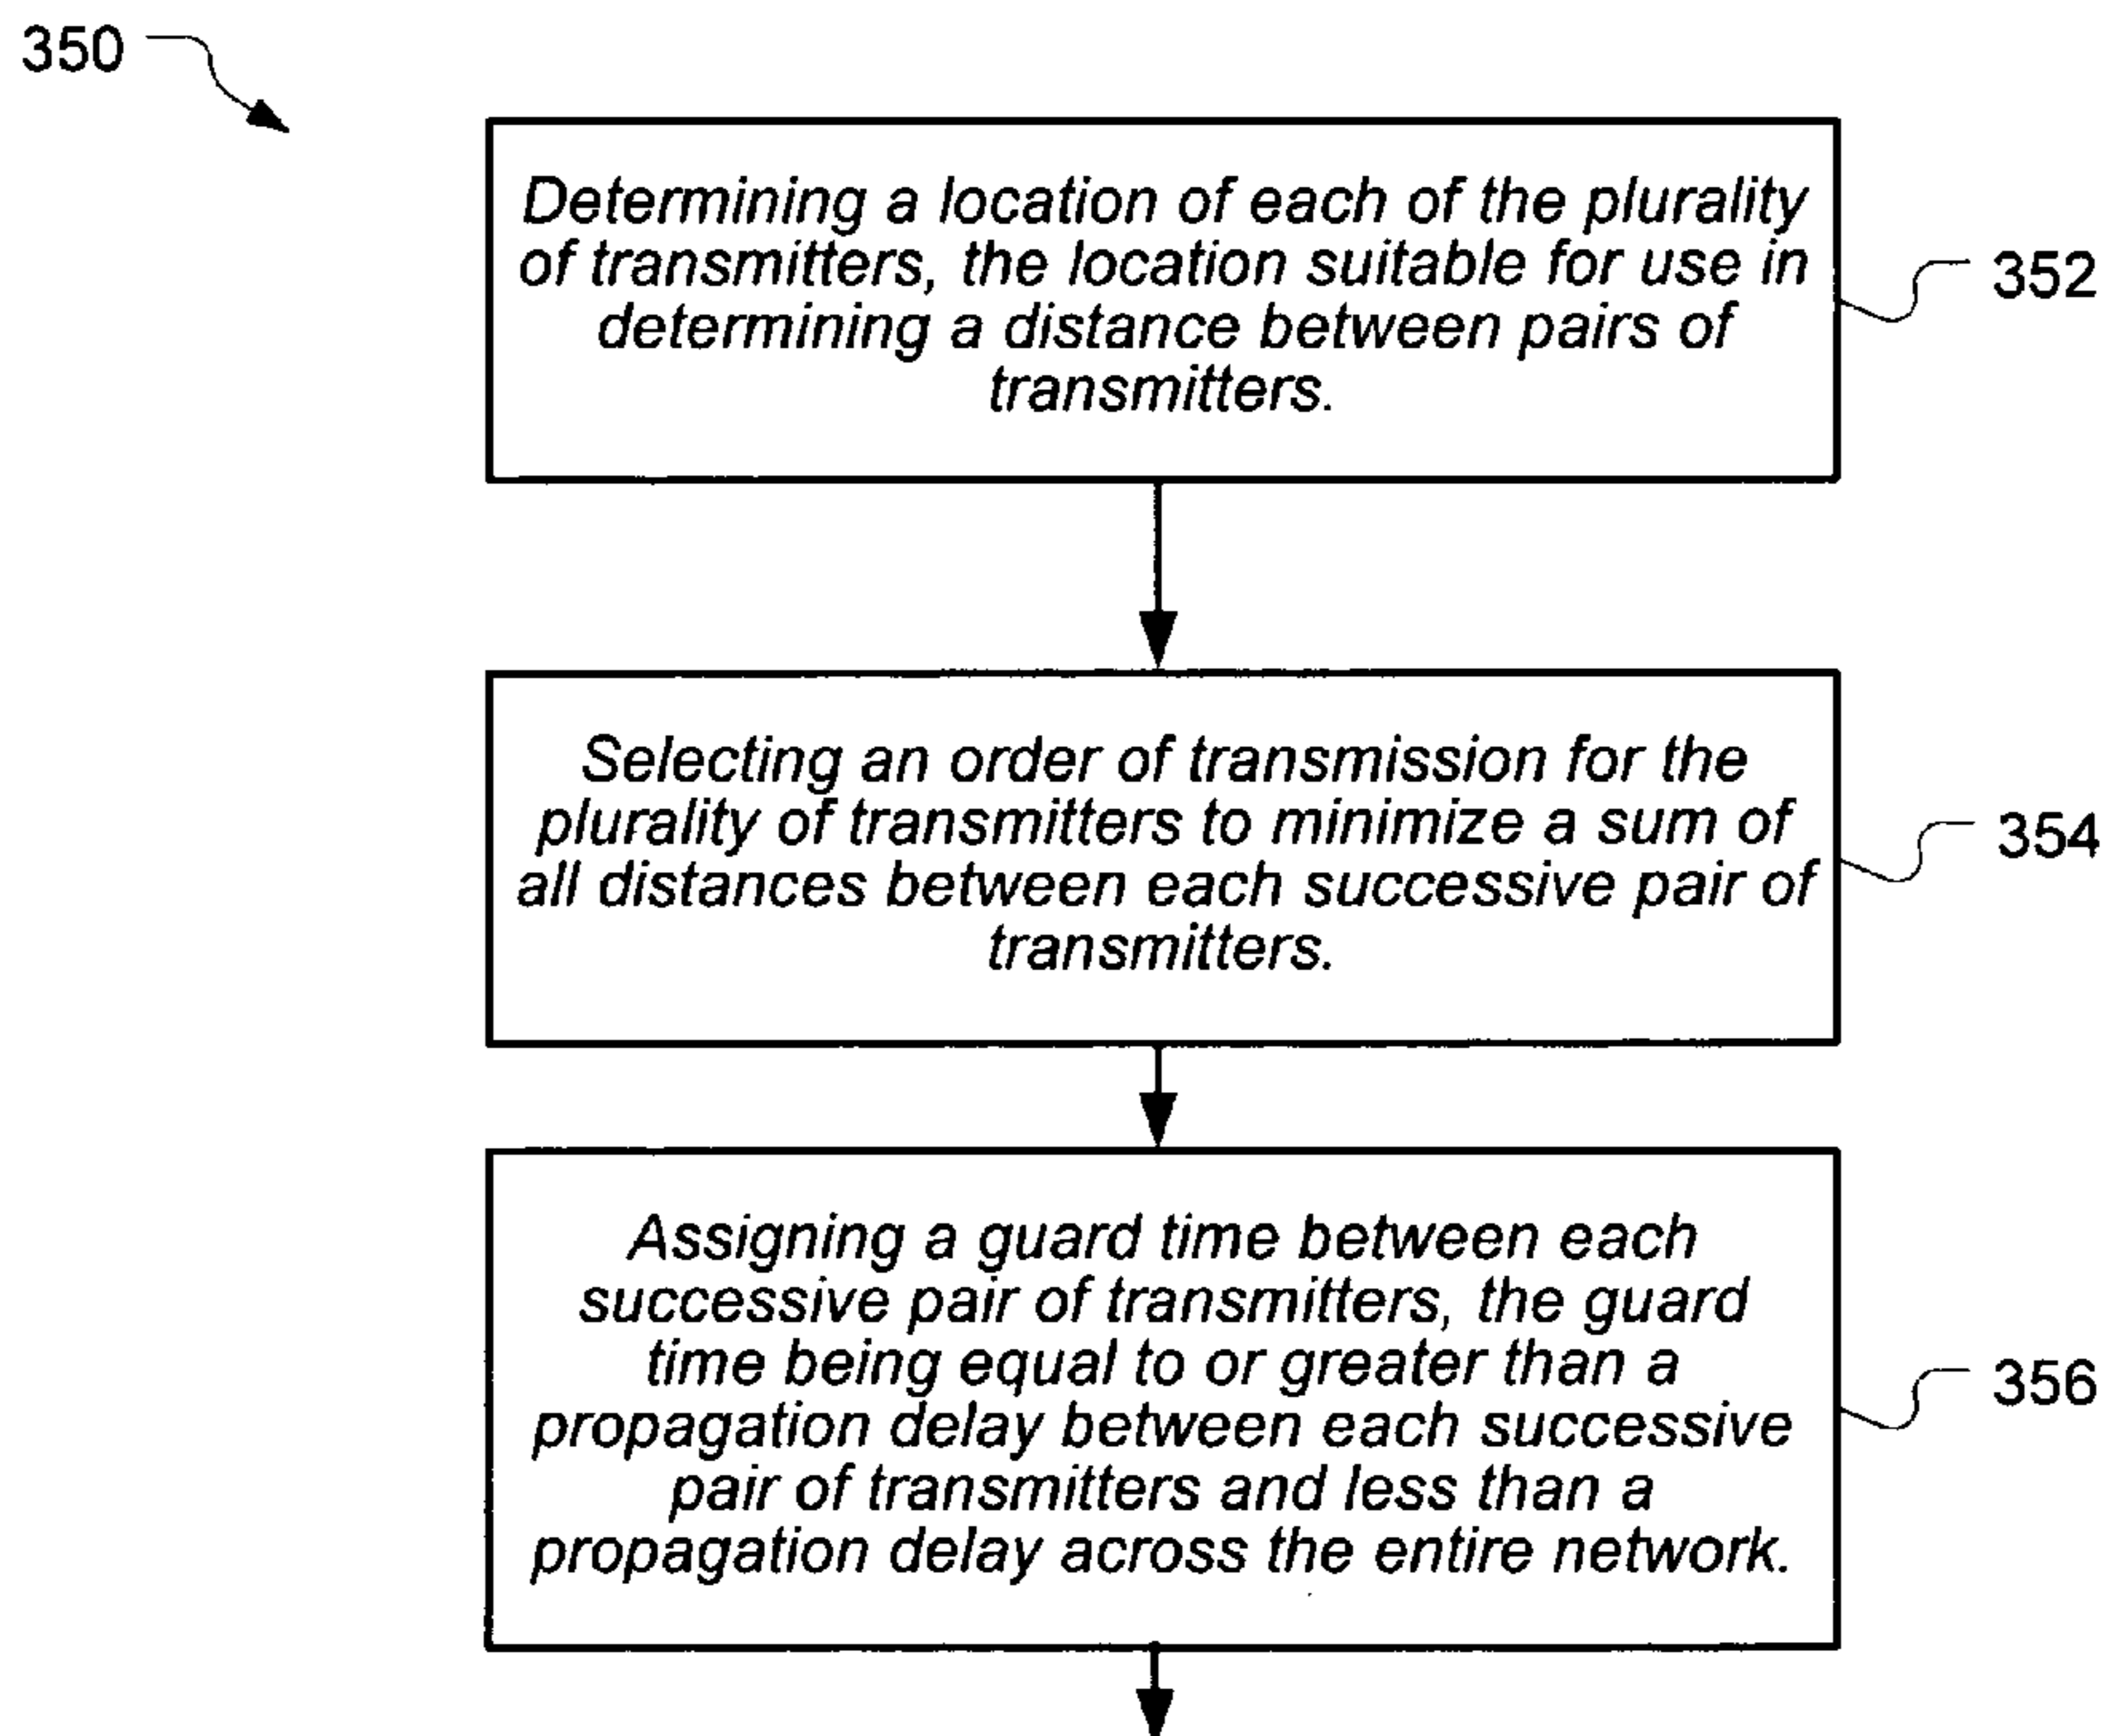 350
Determining a location of each of the plurality
of transmitters, the location suitable for use in
determining a distance between pairs of
transmitters.
352
Selecting an order of transmission for the
plurality of transmitters to minimize a sum of
all distances between each successive pair of
transmitters.
354
Assigning a guard time between each
successive pair of transmitters, the guard
time being equal to or greater than a
propagation delay between each successive
pair of transmitters and less than a
propagation delay across the entire network.
356